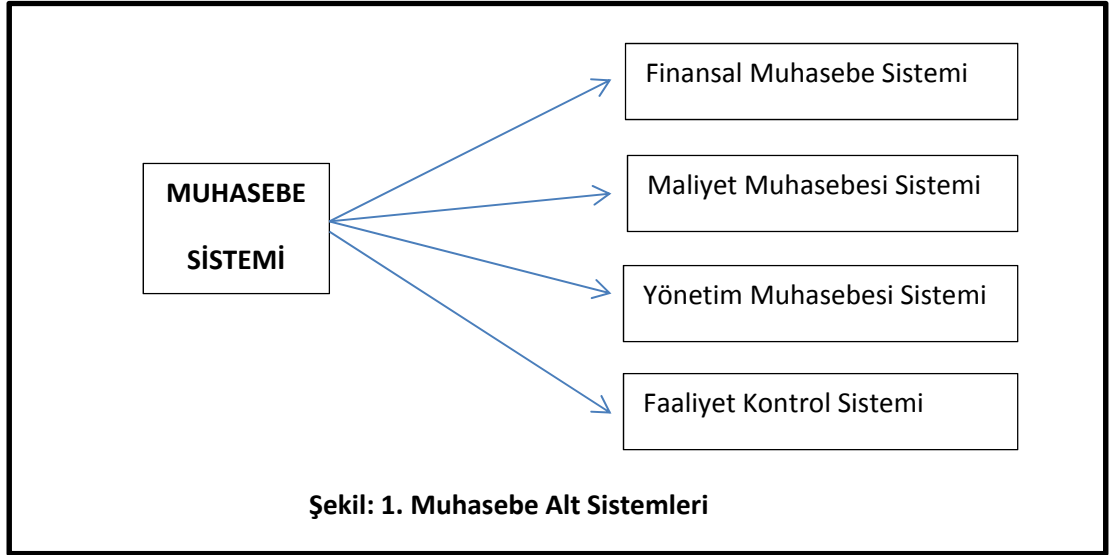 MUHASEBE
SİSTEMİ
Finansal Muhasebe Sistemi
Maliyet Muhasebesi Sistemi
Yönetim Muhasebesi Sistemi
Faaliyet Kontrol Sistemi
Şekil: 1. Muhasebe Alt Sistemleri